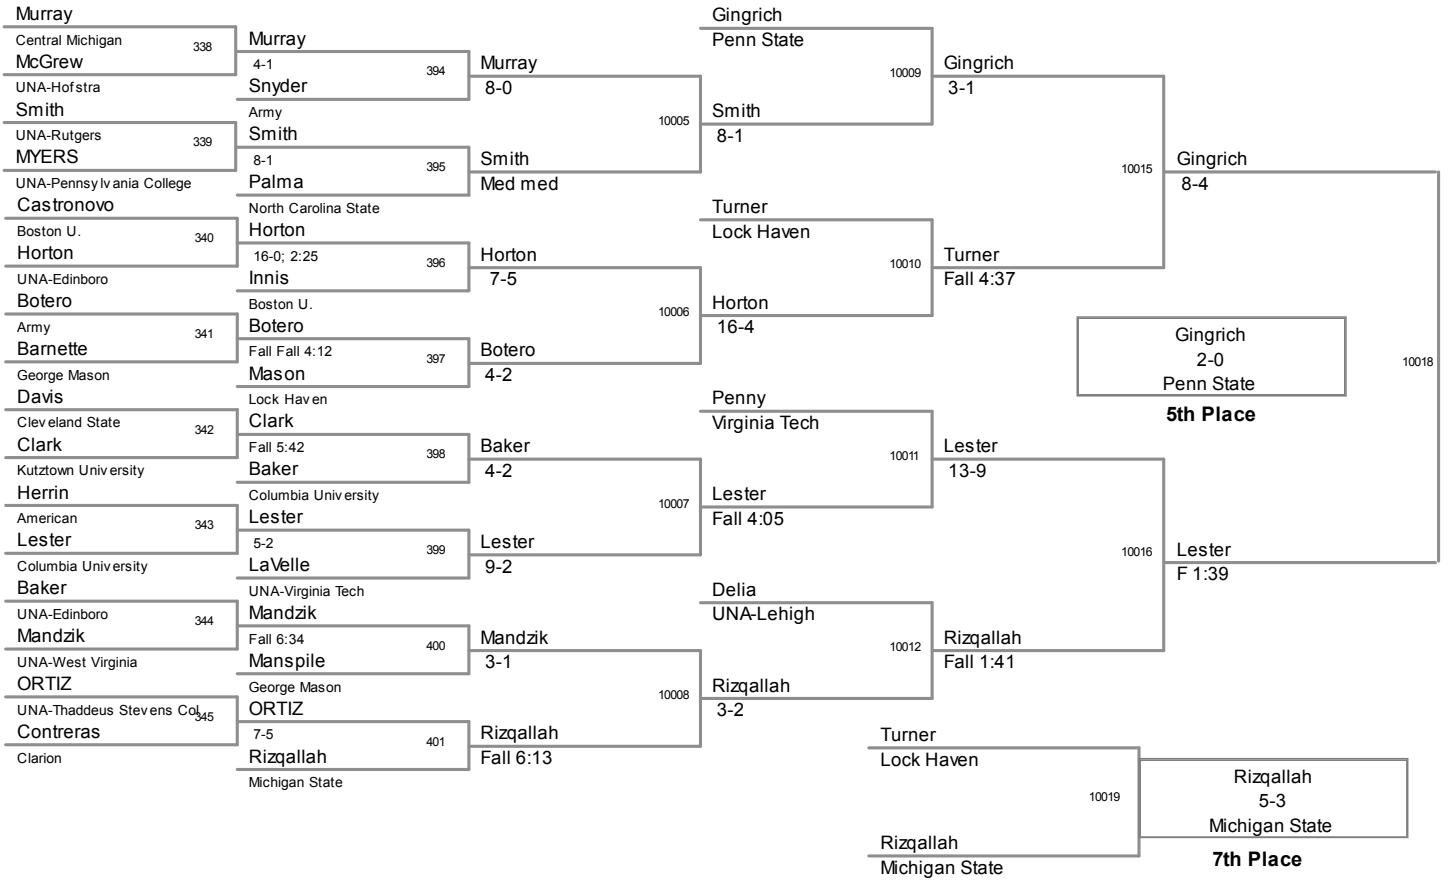 Murray
Central Michigan
338
McGrew
UNA-Hofstra
Smith
UNA-Rutgers
339
MYERS
UNA-Pennsylvania College
Castronovo
Boston U.
340
Horton
UNA-Edinboro
Botero
Army
341
Barnette
George Mason
Davis
Cleveland State
342
Clark
Kutztown University
Herrin
American
343
Lester
Columbia University
Baker
UNA-Edinboro
344
Mandzik
UNA-West Virginia
ORTIZ
UNA-Thaddeus Stevens Col
345
Contreras
Clarion
Murray
4-1
394
Snyder
Army
Smith
8-1
395
Palma
North Carolina State
Horton
16-0; 2:25
396
Innis
Boston U.
Botero
Fall Fall 4:12
397
Mason
Lock Haven
Clark
Fall 5:42
398
Baker
Columbia University
Lester
5-2
399
LaVelle
UNA-Virginia Tech
Mandzik
Fall 6:34
400
Manspile
George Mason
ORTIZ
7-5
401
Rizqallah
Michigan State
Murray
8-0
10005
Smith
Med med
Horton
7-5
10006
Botero
4-2
Baker
4-2
10007
Lester
9-2
Mandzik
3-1
10008
Rizqallah
Fall 6:13
Gingrich
Penn State
10009
Smith
8-1
Turner
Lock Haven
10010
Horton
16-4
Penny
Virginia Tech
10011
Lester
Fall 4:05
Delia
UNA-Lehigh
10012
Rizqallah
3-2
Gingrich
3-1
10015
Turner
Fall 4:37
Lester
13-9
10016
Rizqallah
Fall 1:41
Gingrich
8-4
10018
Lester
F 1:39
Gingrich
2-0
Penn State
5th Place
Turner
Lock Haven
10019
Rizqallah
Michigan State
Rizqallah
5-3
Michigan State
7th Place